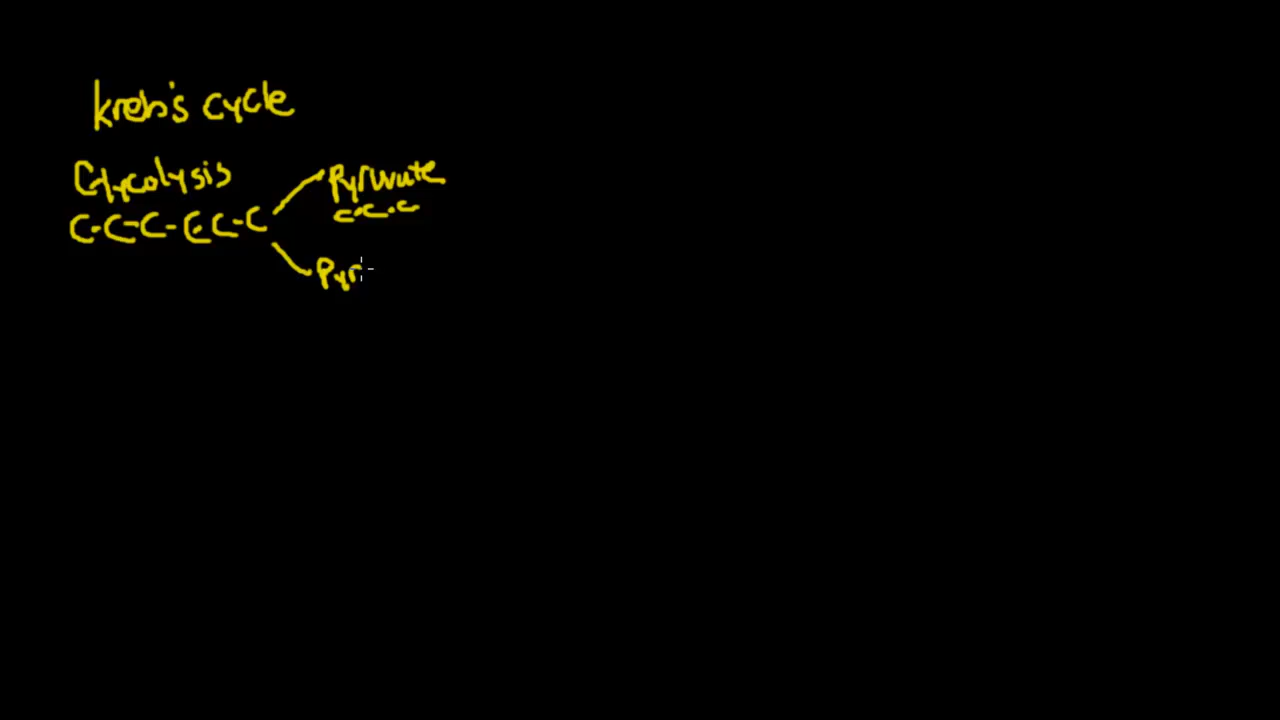 Kreb's cycle
Glycolysis
Pyruvate
C-C-C-C-C-C
C-C-C
Pyr